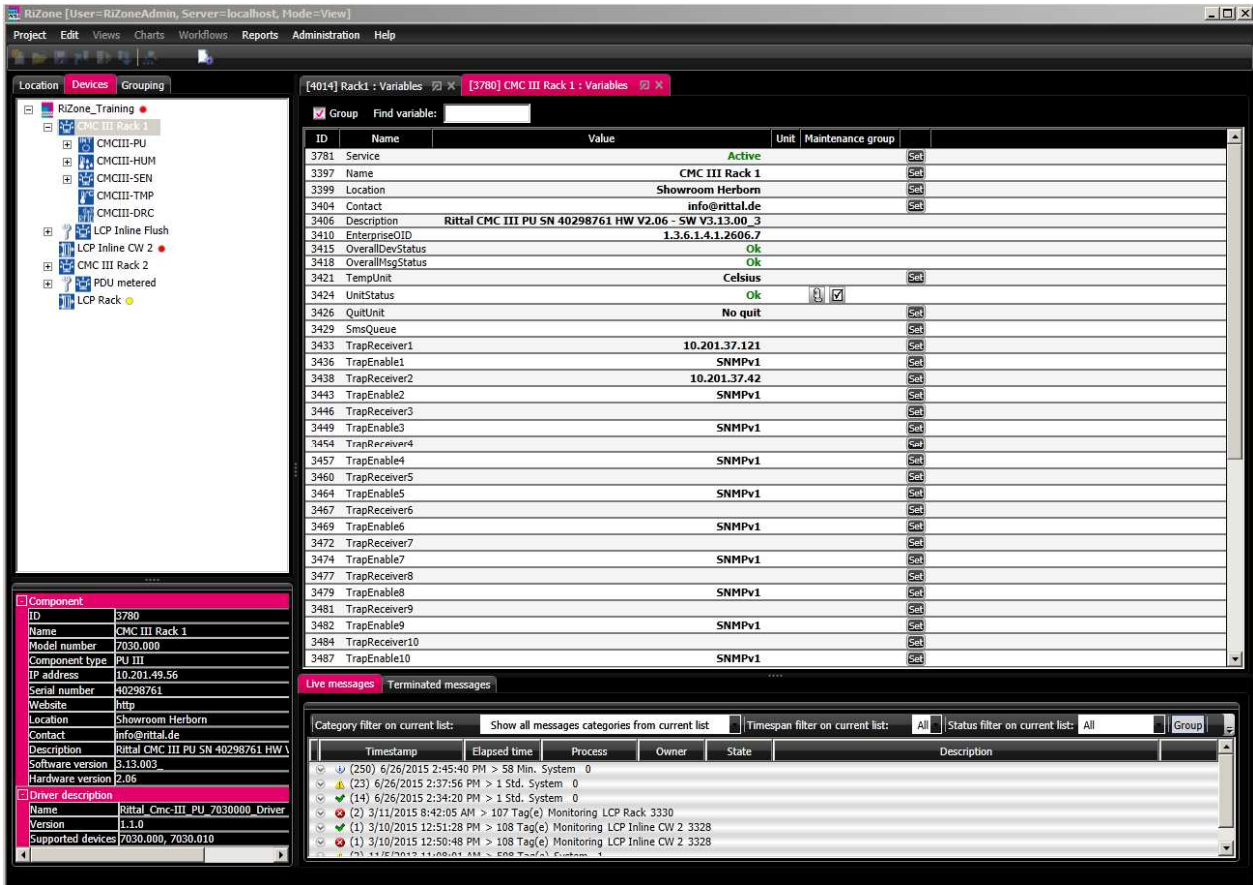 RiZone [User=RiZoneAdmin, Server=localhost, Mode=View]
Project Edit Views Charts Workflows Reports Administration Help
Location Devices Grouping
RiZone_Training
CMC III Rack 1
CMCIII-PU
CMCIII-HUM
CMCIII-SEN
CMCIII-TMP
CMCIII-DRC
LCP Inline Flush
LCP Inline CW 2
CMC III Rack 2
PDU metered
LCP Rack
Component
ID 3780
Name CMC III Rack 1
Model number 7030.000
Component type PU III
IP address 10.201.49.56
Serial number 40298761
Website http
Location Showroom Herborn
Contact info@rittal.de
Description Rittal CMC III PU SN 40298761 HW V
Software version 3.13.003_
Hardware version 2.06
Driver description
Name Rittal_Cmc-III_PU_7030000_Driver
Version 1.1.0
Supported devices 7030.000, 7030.010
[4014] Rack1 : Variables [3780] CMC III Rack 1 : Variables
Group Find variable:
ID Name Value Unit Maintenance group
3781 Service Active Set
3397 Name CMC III Rack 1 Set
3399 Location Showroom Herborn Set
3404 Contact info@rittal.de Set
3406 Description Rittal CMC III PU SN 40298761 HW V2.06 - SW V3.13.00_3
3410 EnterpriseOID 1.3.6.1.4.1.2606.7
3415 OverallDevStatus Ok
3418 OverallMsgStatus Ok
3421 TempUnit Celsius Set
3424 UnitStatus Ok
3426 QuitUnit No quit Set
3429 SmsQueue Set
3433 TrapReceiver1 10.201.37.121 Set
3436 TrapEnable1 SNMPv1 Set
3438 TrapReceiver2 10.201.37.42 Set
3443 TrapEnable2 SNMPv1 Set
3446 TrapReceiver3 Set
3449 TrapEnable3 SNMPv1 Set
3454 TrapReceiver4 Set
3457 TrapEnable4 SNMPv1 Set
3460 TrapReceiver5 Set
3464 TrapEnable5 SNMPv1 Set
3467 TrapReceiver6 Set
3469 TrapEnable6 SNMPv1 Set
3472 TrapReceiver7 Set
3474 TrapEnable7 SNMPv1 Set
3477 TrapReceiver8 Set
3479 TrapEnable8 SNMPv1 Set
3481 TrapReceiver9 Set
3482 TrapEnable9 SNMPv1 Set
3484 TrapReceiver10 Set
3487 TrapEnable10 SNMPv1 Set
Live messages Terminated messages
Category filter on current list: Show all messages categories from current list Timespan filter on current list: All Status filter on current list: All Group
Timestamp Elapsed time Process Owner State Description
(250) 6/26/2015 2:45:40 PM > 58 Min. System 0
(23) 6/26/2015 2:37:56 PM > 1 Std. System 0
(14) 6/26/2015 2:34:20 PM > 1 Std. System 0
(2) 3/11/2015 8:42:05 AM > 107 Tag(e) Monitoring LCP Rack 3330
(1) 3/10/2015 12:51:28 PM > 108 Tag(e) Monitoring LCP Inline CW 2 3328
(1) 3/10/2015 12:50:48 PM > 108 Tag(e) Monitoring LCP Inline CW 2 3328